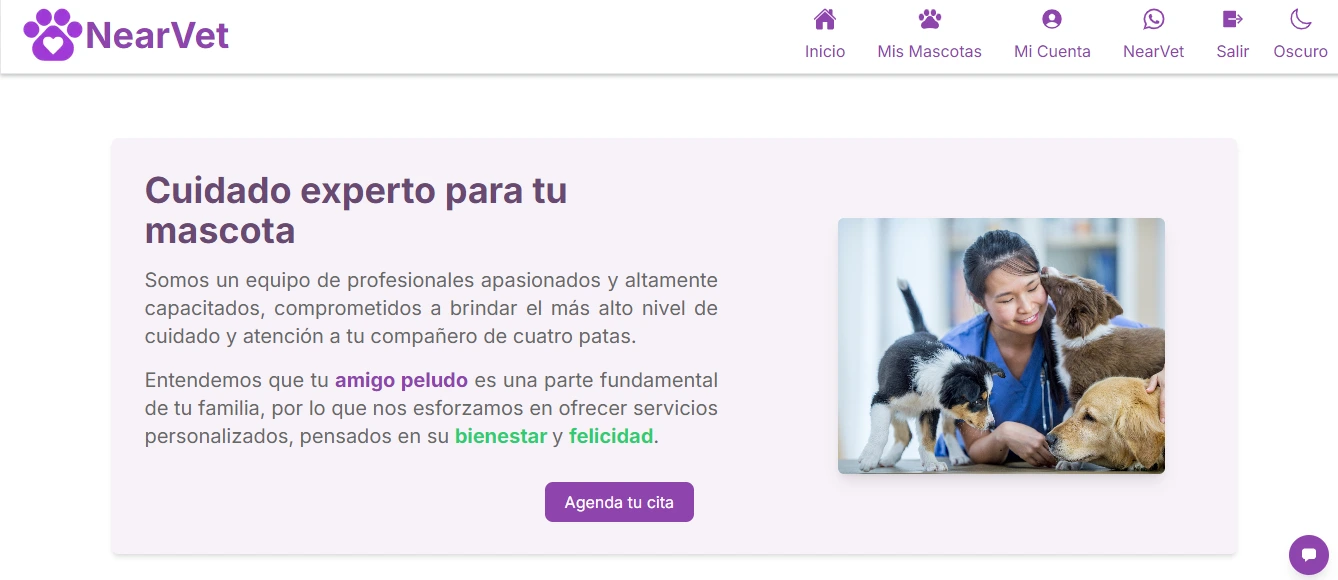 NearVet
Inicio
Mis Mascotas
Mi Cuenta
NearVet
Salir
Oscuro
Cuidado experto para tu
mascota
Somos un equipo de profesionales apasionados y altamente
capacitados, comprometidos a brindar el más alto nivel de
cuidado y atención a tu compañero de cuatro patas.
Entendemos que tu amigo peludo es una parte fundamental
de tu familia, por lo que nos esforzamos en ofrecer servicios
personalizados, pensados en su bienestar y felicidad.
Agenda tu cita